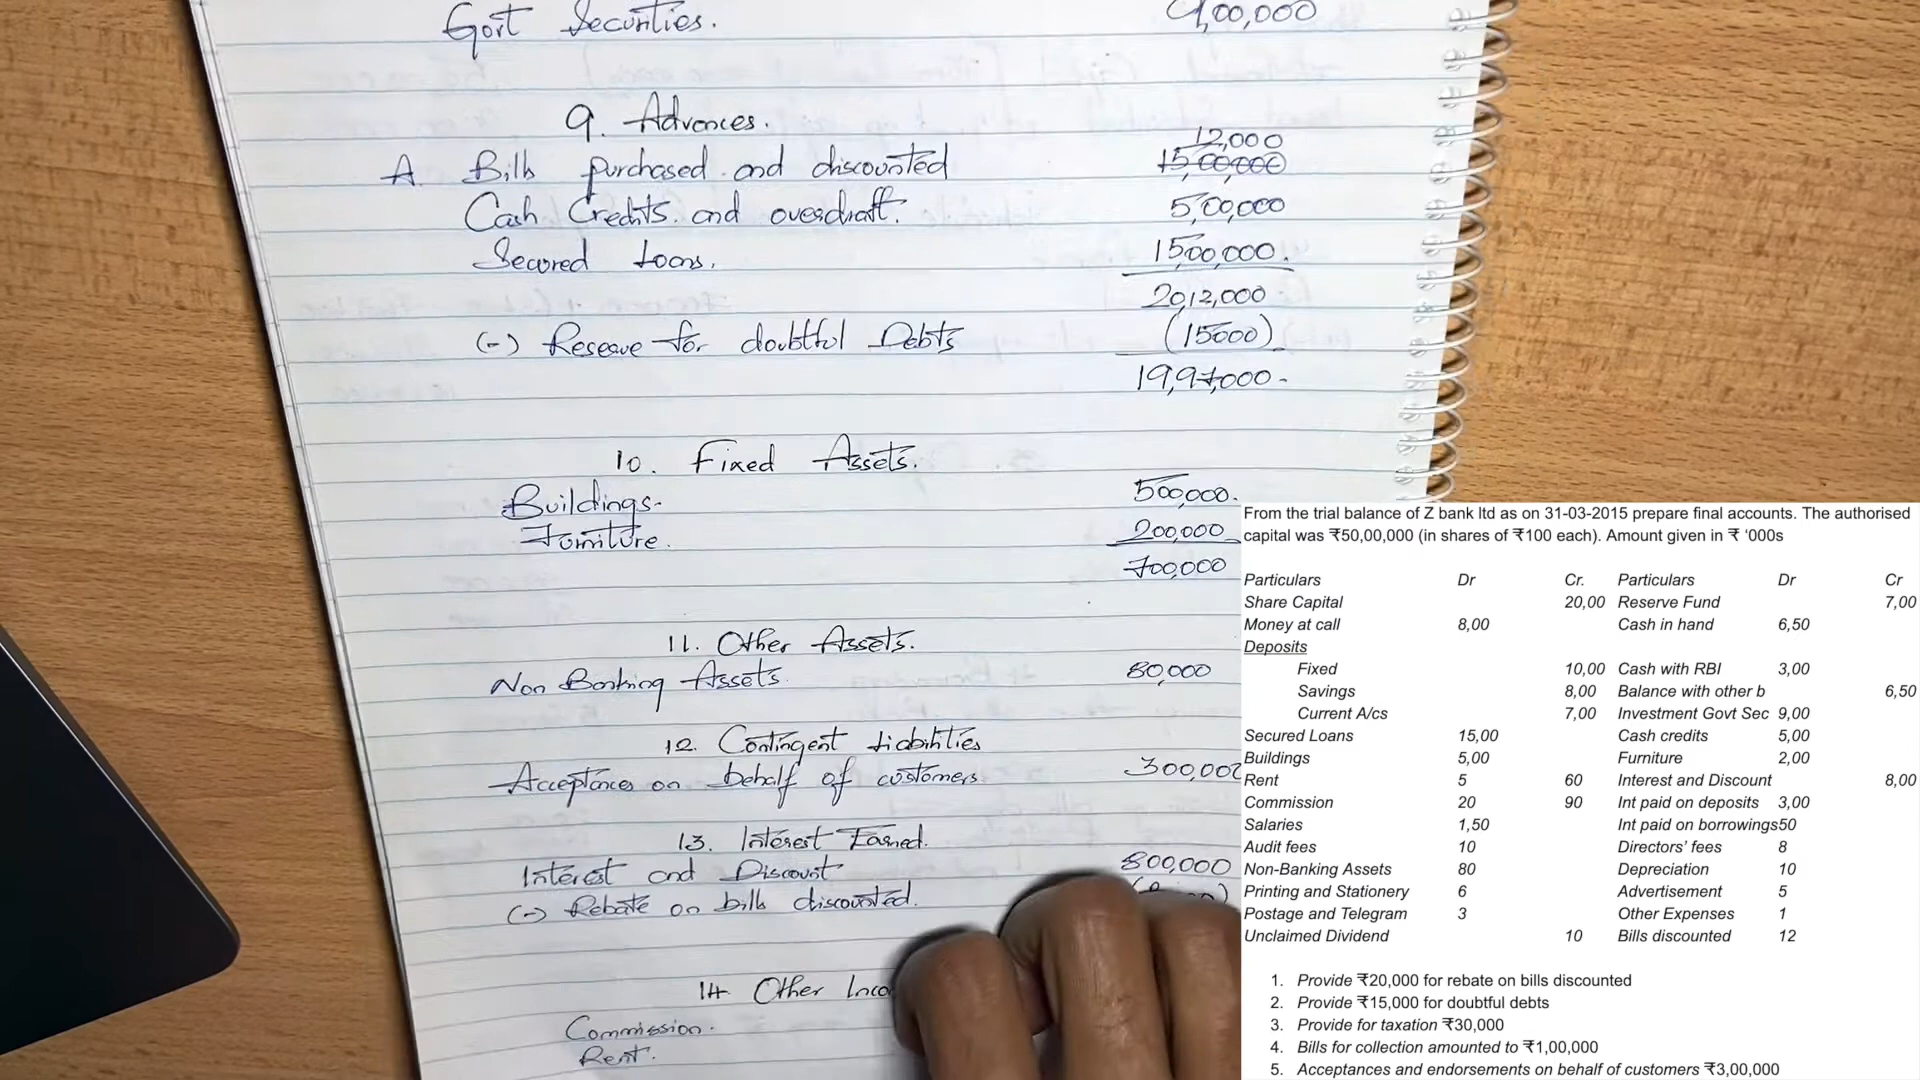 Govt Securities. 9,00,000
9. Advances.
12,000
A. Bills purchased and discounted 15,00,000
Cash Credits and overdraft. 5,00,000
Secured Loans. 15,00,000.
20,12,000
(-) Reserve for doubtful Debts (15000)
19,97,000-
10. Fixed Assets.
Buildings- 500,000.
Furniture. 200,000
700,000
11. Other Assets.
Non Banking Assets. 80,000
12. Contingent Liabilities
Acceptances on behalf of customers. 300,000
13. Interest Earned.
Interest and Discount 800,000
(-) Rebate on bills discounted.
14 Other Inco
Commission.
Rent.
From the trial balance of Z bank ltd as on 31-03-2015 prepare final accounts. The authorised
capital was ₹50,00,000 (in shares of ₹100 each). Amount given in ₹ '000s
Particulars Dr Cr. Particulars Dr Cr
Share Capital 20,00 Reserve Fund 7,00
Money at call 8,00 Cash in hand 6,50
Deposits
Fixed 10,00 Cash with RBI 3,00
Savings 8,00 Balance with other b 6,50
Current A/cs 7,00 Investment Govt Sec 9,00
Secured Loans 15,00 Cash credits 5,00
Buildings 5,00 Furniture 2,00
Rent 5 60 Interest and Discount 8,00
Commission 20 90 Int paid on deposits 3,00
Salaries 1,50 Int paid on borrowings50
Audit fees 10 Directors' fees 8
Non-Banking Assets 80 Depreciation 10
Printing and Stationery 6 Advertisement 5
Postage and Telegram 3 Other Expenses 1
Unclaimed Dividend 10 Bills discounted 12
1. Provide ₹20,000 for rebate on bills discounted
2. Provide ₹15,000 for doubtful debts
3. Provide for taxation ₹30,000
4. Bills for collection amounted to ₹1,00,000
5. Acceptances and endorsements on behalf of customers ₹3,00,000